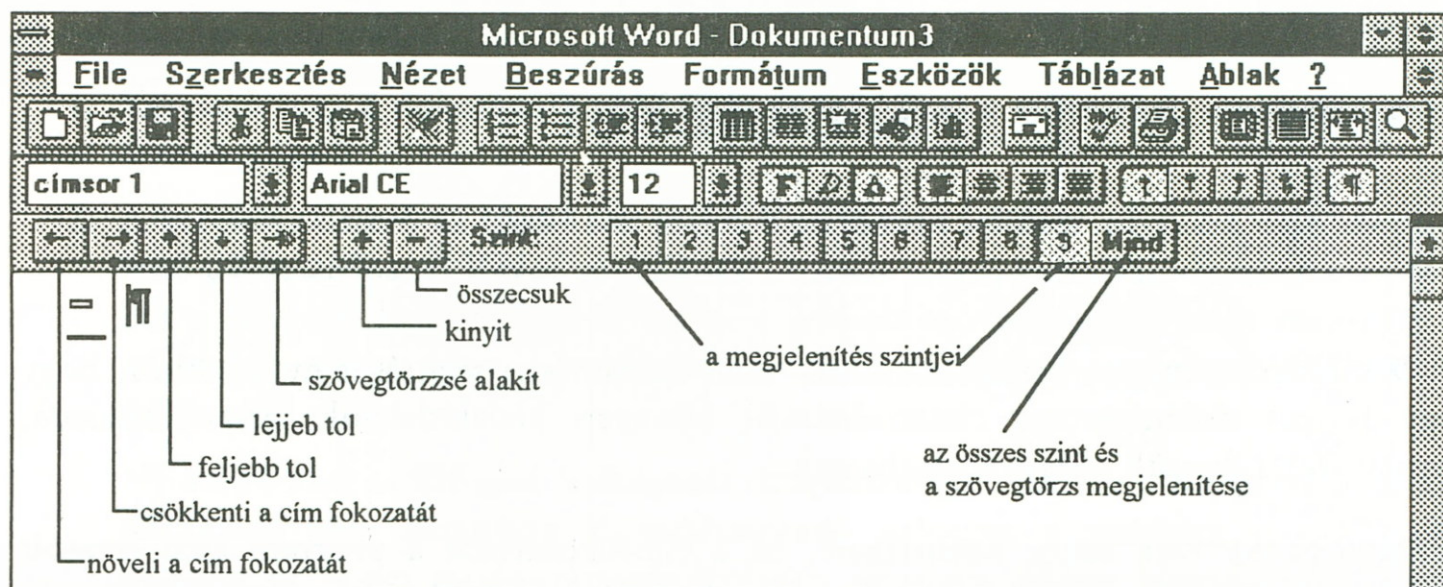 Microsoft Word - Dokumentum3
File Szerkesztés Nézet Beszúrás Formátum Eszközök Táblázat Ablak ?
címsor 1 Arial CE 12 F D A
Szint: 1 2 3 4 5 6 7 8 9 Mind
összecsuk
kinyit
a megjelenítés szintjei
szövegtörzzsé alakít
lejjeb tol
feljebb tol
az összes szint és
a szövegtörzs megjelenítése
csökkenti a cím fokozatát
növeli a cím fokozatát